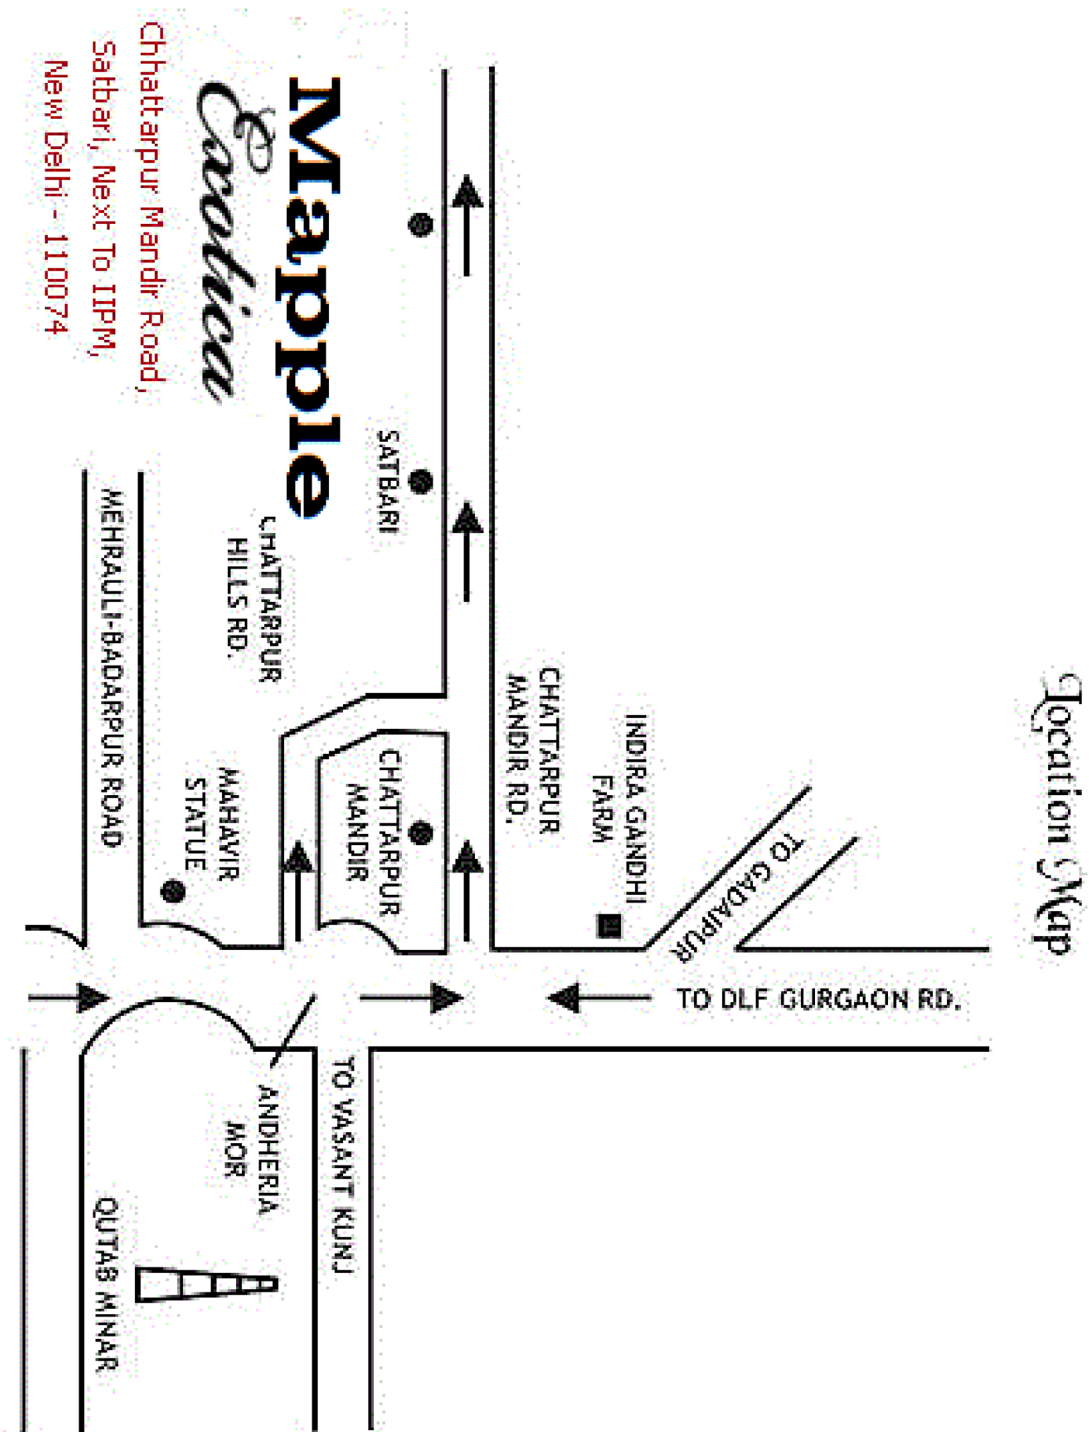 Location Map
TO GADAIPUR
TO DLF GURGAON RD.
INDIRA GANDHI
FARM
CHATTARPUR
MANDIR RD.
SATBARI
CHATTARPUR
MANDIR
Mapple
Exotica
CHATTARPUR
HILLS RD.
MAHAVIR
STATUE
TO VASANT KUNJ
ANDHERIA
MOR
Chhattarpur Mandir Road,
Satbari, Next To IIPM,
New Delhi - 110074
MEHRAULI-BADARPUR ROAD
QUTAB MINAR